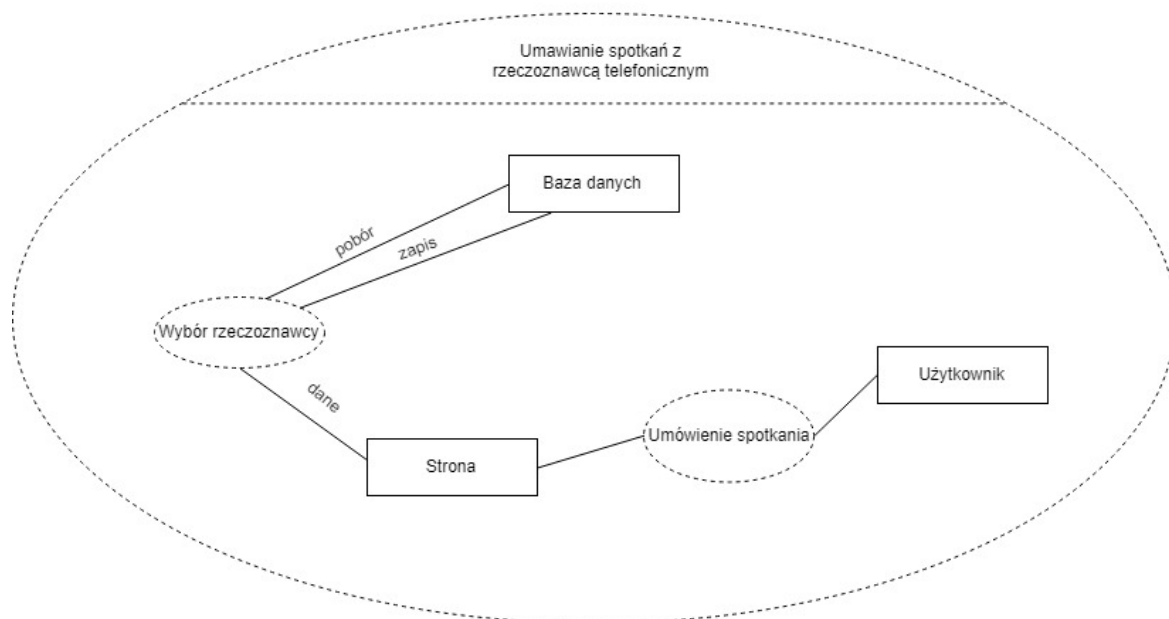 Umawianie spotkań z
rzeczoznawcą telefonicznym
Baza danych
pobór
zapis
Wybór rzeczoznawcy
dane
Użytkownik
Umówienie spotkania
Strona